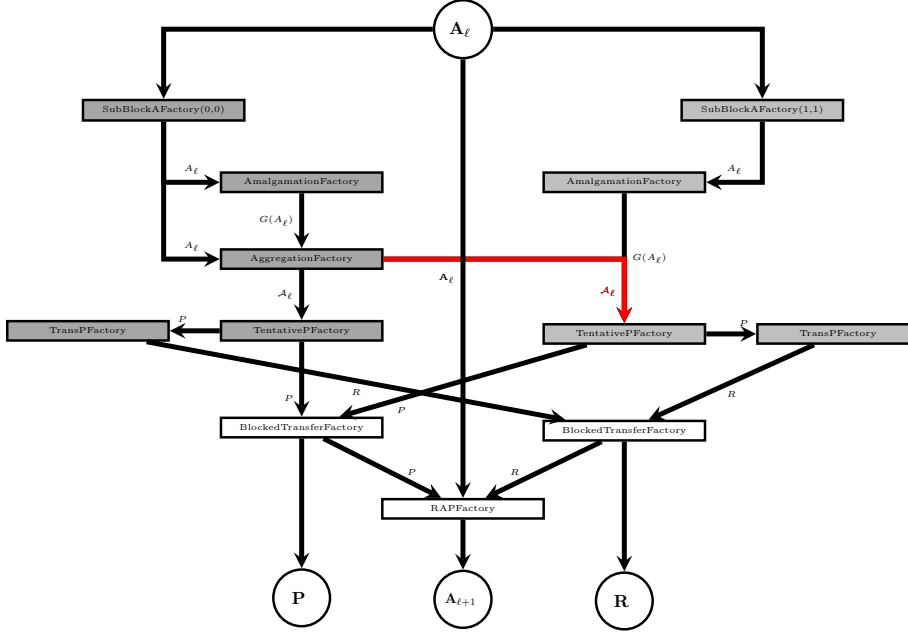 A_ℓ
SubBlockAFactory(0,0)
SubBlockAFactory(1,1)
A_ℓ
A_ℓ
AmalgamationFactory
AmalgamationFactory
G(A_ℓ)
A_ℓ
AggregationFactory
G(A_ℓ)
A_ℓ
𝒜_ℓ
𝒜_ℓ
TransPFactory
P
TentativePFactory
TentativePFactory
P
TransPFactory
P
R
P
R
BlockedTransferFactory
BlockedTransferFactory
P
R
RAPFactory
P
A_{ℓ+1}
R